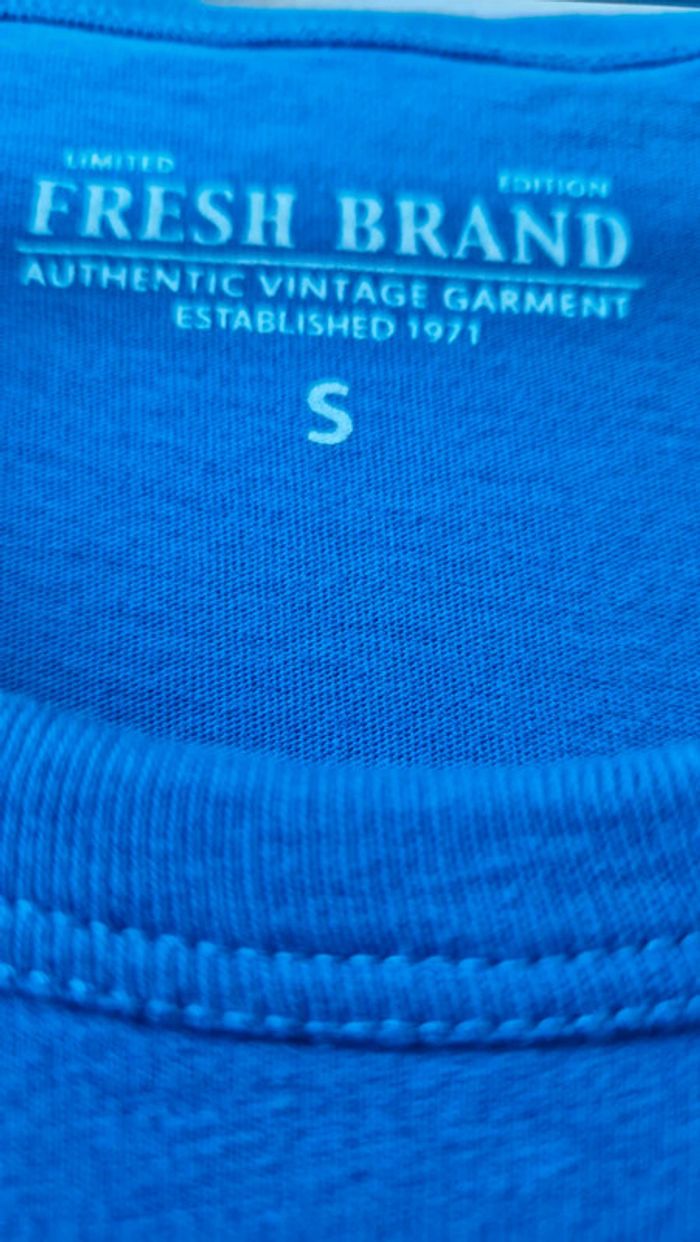 LIMITED EDITION
FRESH BRAND
AUTHENTIC VINTAGE GARMENT
ESTABLISHED 1971
S